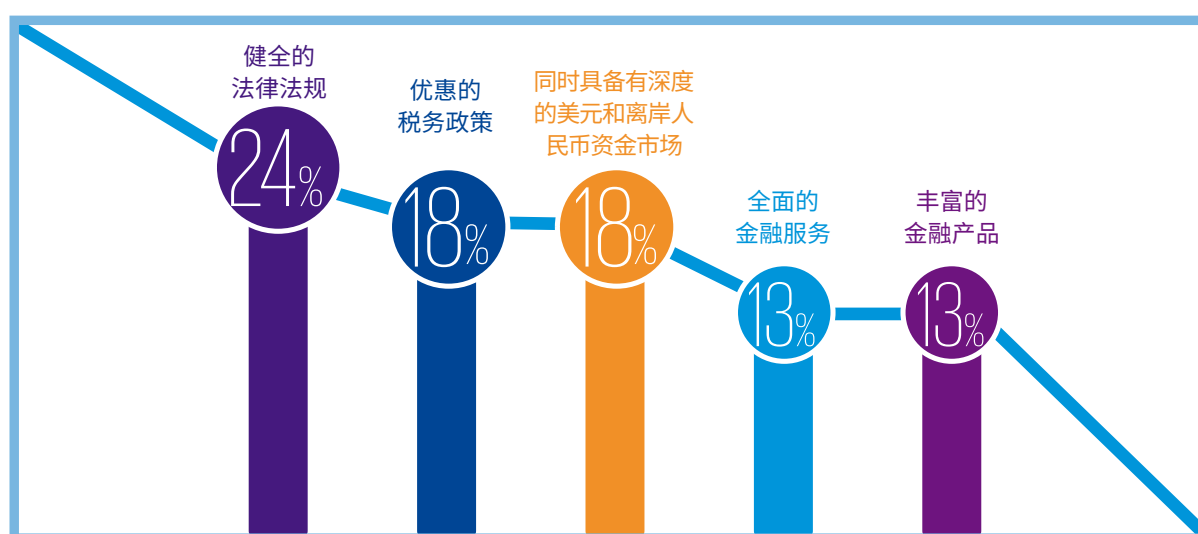 健全的
法律法规
24%
优惠的
税务政策
18%
同时具备有深度
的美元和离岸人
民币资金市场
18%
全面的
金融服务
13%
丰富的
金融产品
13%